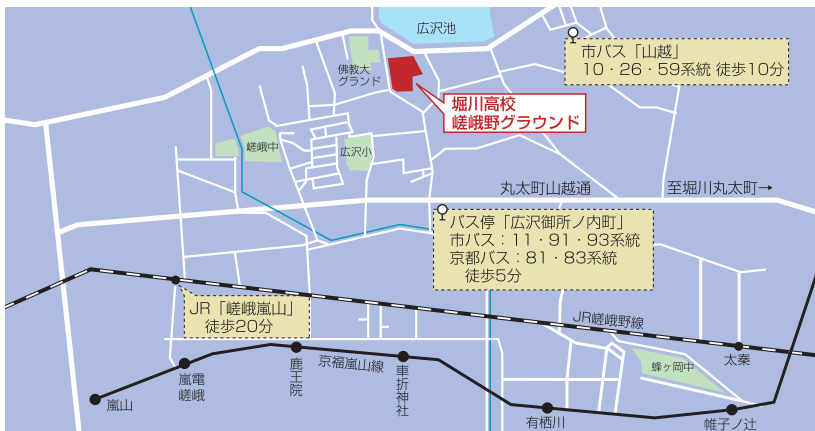 広沢池
市バス「山越」
10・26・59系統 徒歩10分
佛教大
グランド
堀川高校
嵯峨野グラウンド
嵯峨中
広沢小
丸太町山越通
至堀川丸太町→
バス停「広沢御所ノ内町」
市バス：11・91・93系統
京都バス：81・83系統
徒歩5分
JR「嵯峨嵐山」
徒歩20分
JR嵯峨野線
太秦
蜂ヶ岡中
嵐山
嵐電
嵯峨
鹿王院
京福嵐山線
車折神社
有栖川
帷子ノ辻